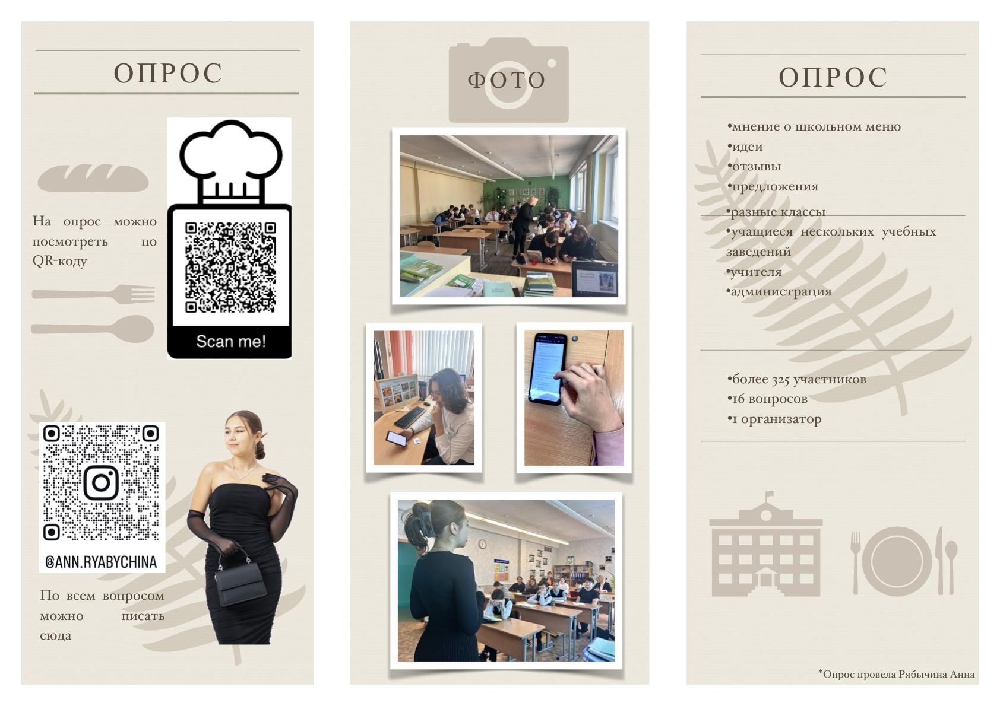 ОПРОС
На опрос можно
посмотреть по
QR-коду
Scan me!
@ANN.RYABYCHINA
По всем вопросом
можно писать
сюда
ФОТО
ОПРОС
•мнение о школьном меню
•идеи
•отзывы
•предложения
•разные классы
•учащиеся нескольких учебных
заведений
•учителя
•администрация
•более 325 участников
•16 вопросов
•1 организатор
*Опрос провела Рябычина Анна